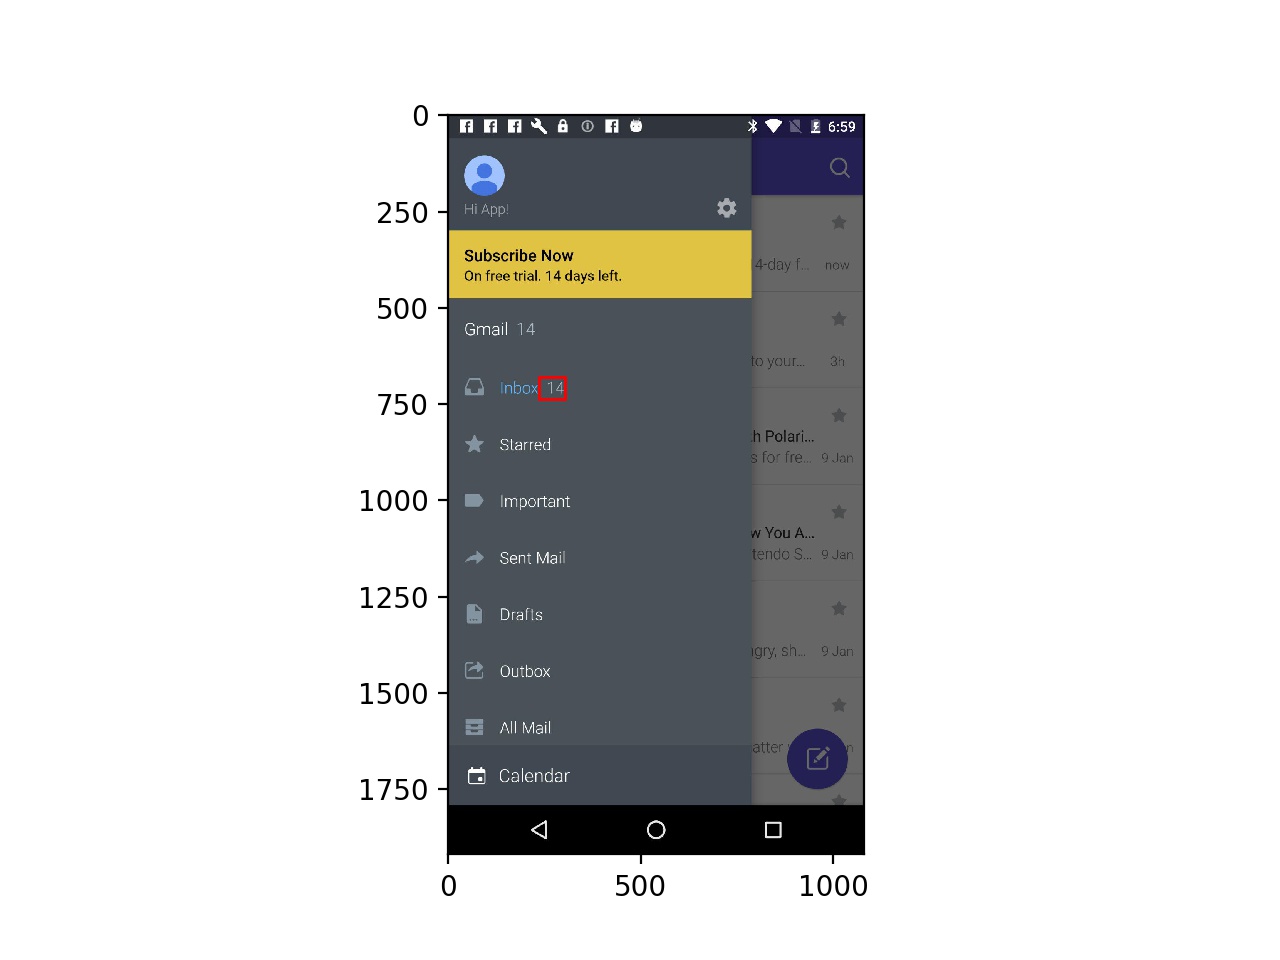 0
250
500
750
1000
1250
1500
1750
6:59
Hi App!
Subscribe Now
On free trial. 14 days left.
Gmail 14
Inbox 14
Starred
Important
Sent Mail
Drafts
Outbox
All Mail
Calendar
14-day f...
now
to your...
3h
h Polari...
s for fre...
9 Jan
w You A...
tendo S...
9 Jan
ngry, sh...
9 Jan
atter
n
0
500
1000